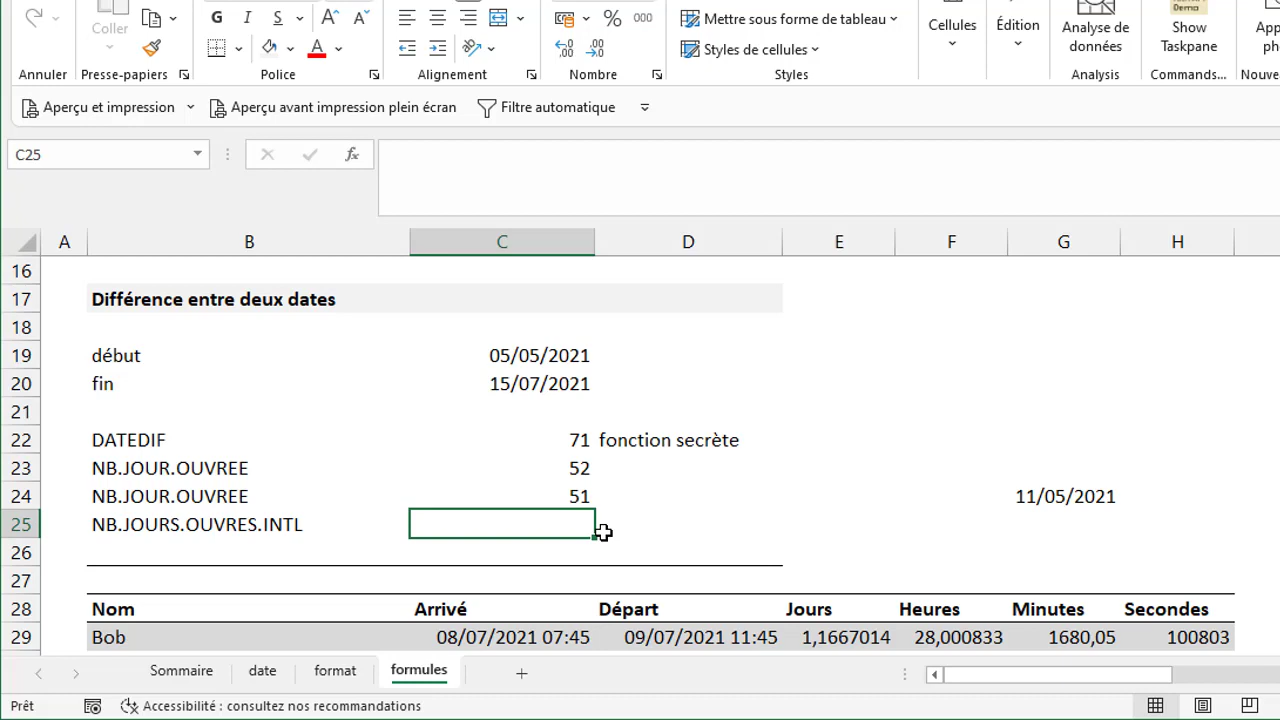 Coller
G I S A A
% 000
Mettre sous forme de tableau
Styles de cellules
Cellules
Édition
Analyse de
données
Show
Taskpane
Annuler Presse-papiers Police Alignement Nombre Styles Analysis Commands...
Aperçu et impression Aperçu avant impression plein écran Filtre automatique
C25 fx
A B C D E F G H
16
17 Différence entre deux dates
18
19 début 05/05/2021
20 fin 15/07/2021
21
22 DATEDIF 71 fonction secrète
23 NB.JOUR.OUVREE 52
24 NB.JOUR.OUVREE 51 11/05/2021
25 NB.JOURS.OUVRES.INTL
26
27
28 Nom Arrivé Départ Jours Heures Minutes Secondes
29 Bob 08/07/2021 07:45 09/07/2021 11:45 1,1667014 28,000833 1680,05 100803
Sommaire date format formules
Prêt Accessibilité : consultez nos recommandations